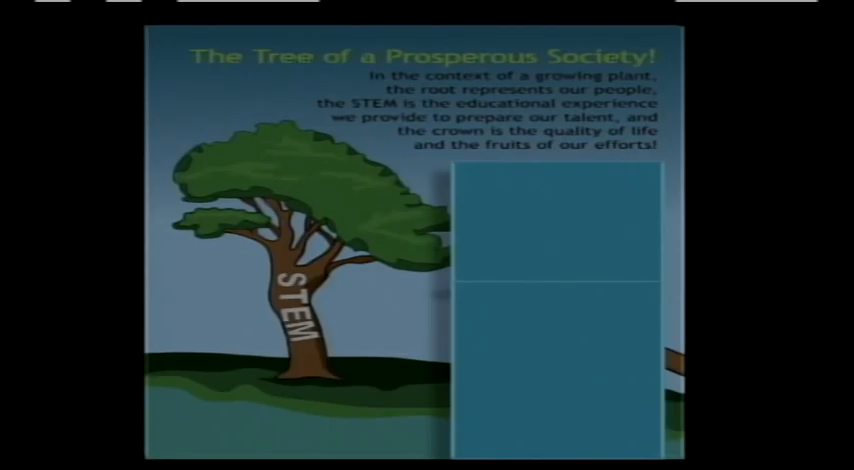 The Tree of a Prosperous Society!
In the context of a growing plant,
the root represents our people,
the STEM is the educational experience
we provide to prepare our talent, and
the crown is the quality of life
and the fruits of our efforts!
STEM